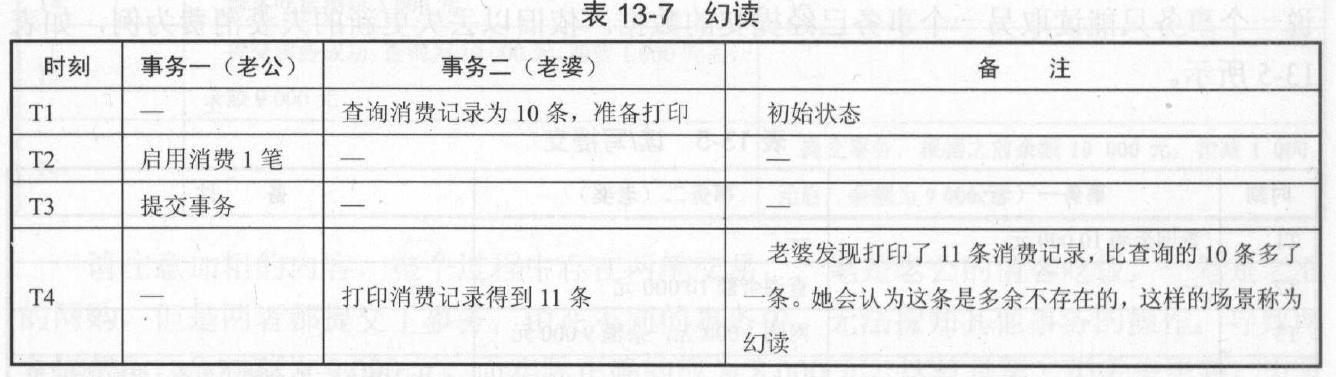 表 13-7 幻读
时刻 事务一（老公） 事务二（老婆） 备 注
T1 — 查询消费记录为 10 条，准备打印 初始状态
T2 启用消费 1 笔 — —
T3 提交事务 — —
老婆发现打印了 11 条消费记录，比查询的 10 条多了
T4 — 打印消费记录得到 11 条 一条。她会认为这条是多余不存在的，这样的场景称为
幻读